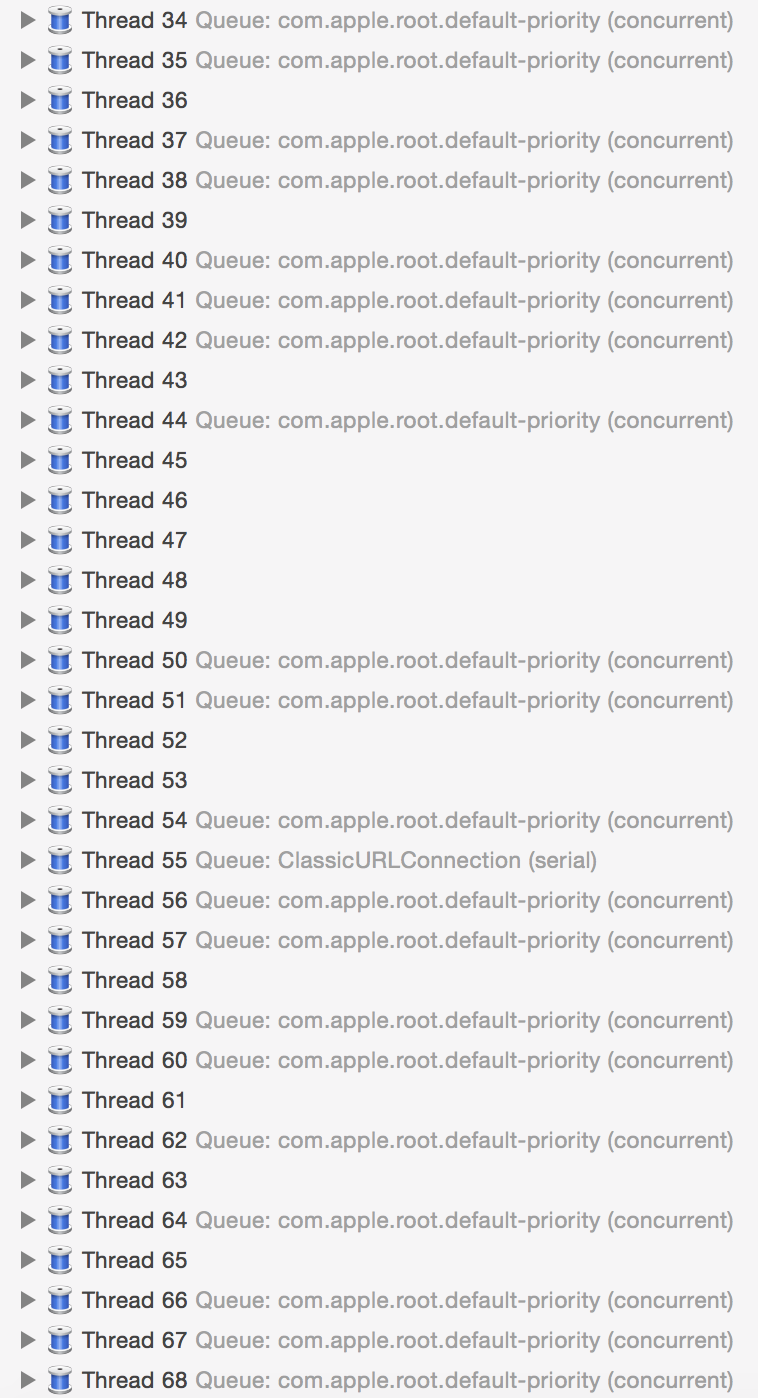 Thread 34 Queue: com.apple.root.default-priority (concurrent)
Thread 35 Queue: com.apple.root.default-priority (concurrent)
Thread 36
Thread 37 Queue: com.apple.root.default-priority (concurrent)
Thread 38 Queue: com.apple.root.default-priority (concurrent)
Thread 39
Thread 40 Queue: com.apple.root.default-priority (concurrent)
Thread 41 Queue: com.apple.root.default-priority (concurrent)
Thread 42 Queue: com.apple.root.default-priority (concurrent)
Thread 43
Thread 44 Queue: com.apple.root.default-priority (concurrent)
Thread 45
Thread 46
Thread 47
Thread 48
Thread 49
Thread 50 Queue: com.apple.root.default-priority (concurrent)
Thread 51 Queue: com.apple.root.default-priority (concurrent)
Thread 52
Thread 53
Thread 54 Queue: com.apple.root.default-priority (concurrent)
Thread 55 Queue: ClassicURLConnection (serial)
Thread 56 Queue: com.apple.root.default-priority (concurrent)
Thread 57 Queue: com.apple.root.default-priority (concurrent)
Thread 58
Thread 59 Queue: com.apple.root.default-priority (concurrent)
Thread 60 Queue: com.apple.root.default-priority (concurrent)
Thread 61
Thread 62 Queue: com.apple.root.default-priority (concurrent)
Thread 63
Thread 64 Queue: com.apple.root.default-priority (concurrent)
Thread 65
Thread 66 Queue: com.apple.root.default-priority (concurrent)
Thread 67 Queue: com.apple.root.default-priority (concurrent)
Thread 68 Queue: com.apple.root.default-priority (concurrent)